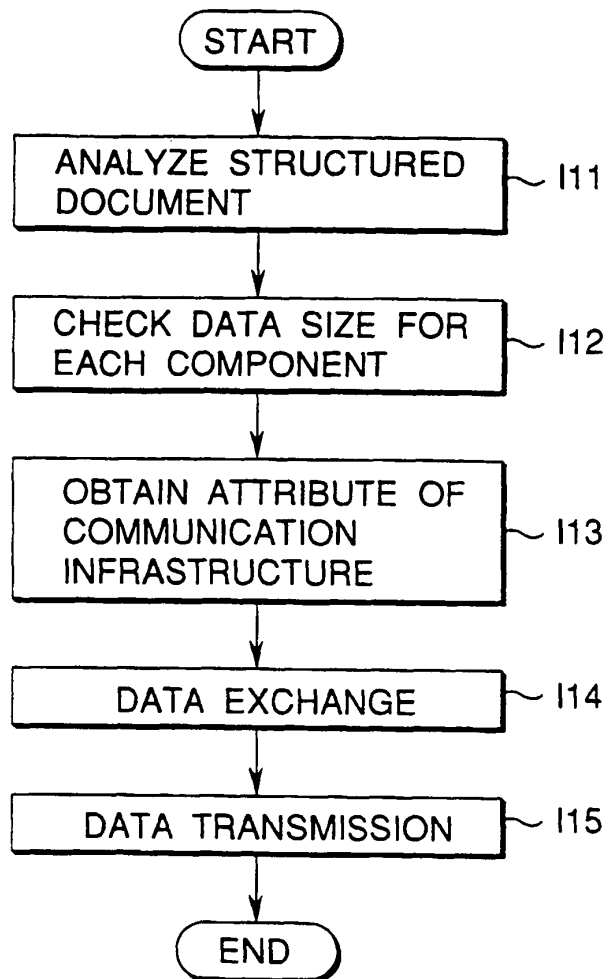 START
ANALYZE STRUCTURED
DOCUMENT
I11
CHECK DATA SIZE FOR
EACH COMPONENT
I12
OBTAIN ATTRIBUTE OF
COMMUNICATION
INFRASTRUCTURE
I13
DATA EXCHANGE
I14
DATA TRANSMISSION
I15
END